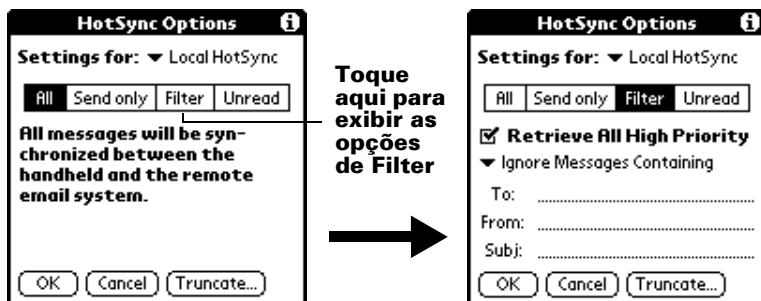 HotSync Options
Settings for: Local HotSync
All Send only Filter Unread
All messages will be syn-
chronized between the
handheld and the remote
email system.
OK Cancel Truncate...
Toque
aqui para
exibir as
opções
de Filter
HotSync Options
Settings for: Local HotSync
All Send only Filter Unread
Retrieve All High Priority
Ignore Messages Containing
To:
From:
Subj:
OK Cancel Truncate...